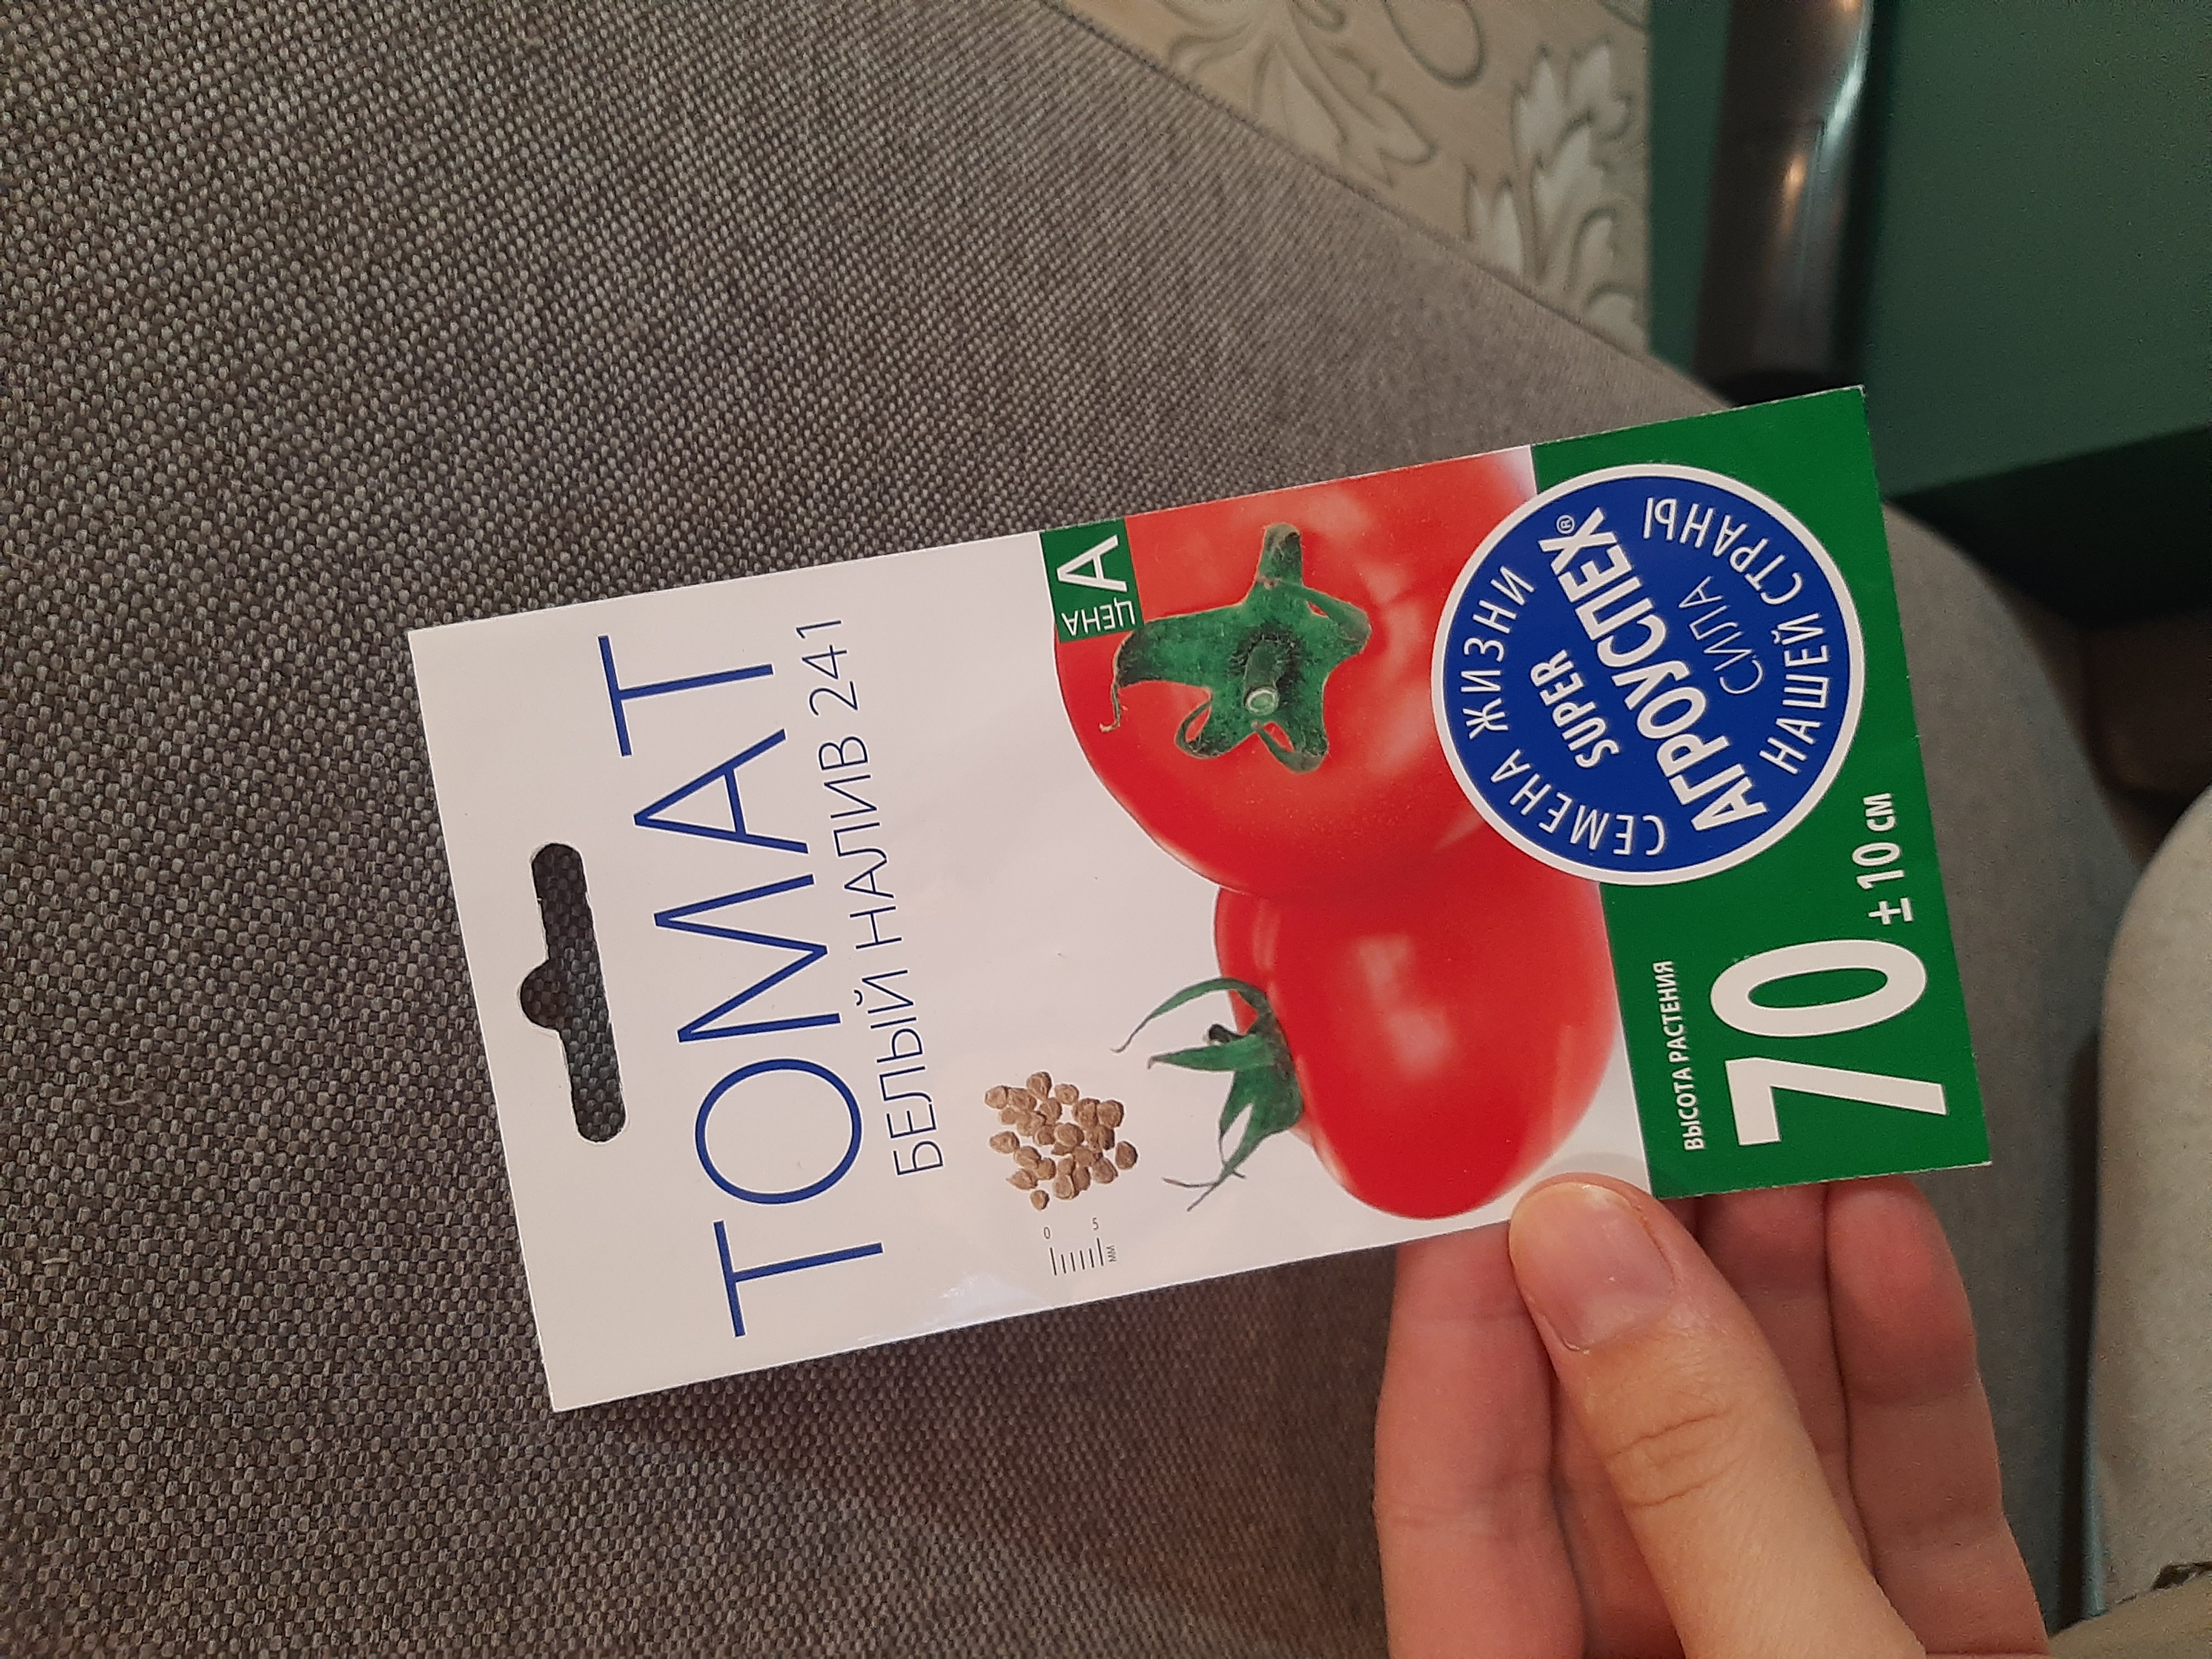 ТОМАТ
БЕЛЫЙ НАЛИВ 241
0 5
мм
ЦЕНА А
СЕМЕНА ЖИЗНИ
SUPER
АГРОУСПЕХ®
СИЛА
НАШЕЙ СТРАНЫ
ВЫСОТА РАСТЕНИЯ
70 ± 10 см